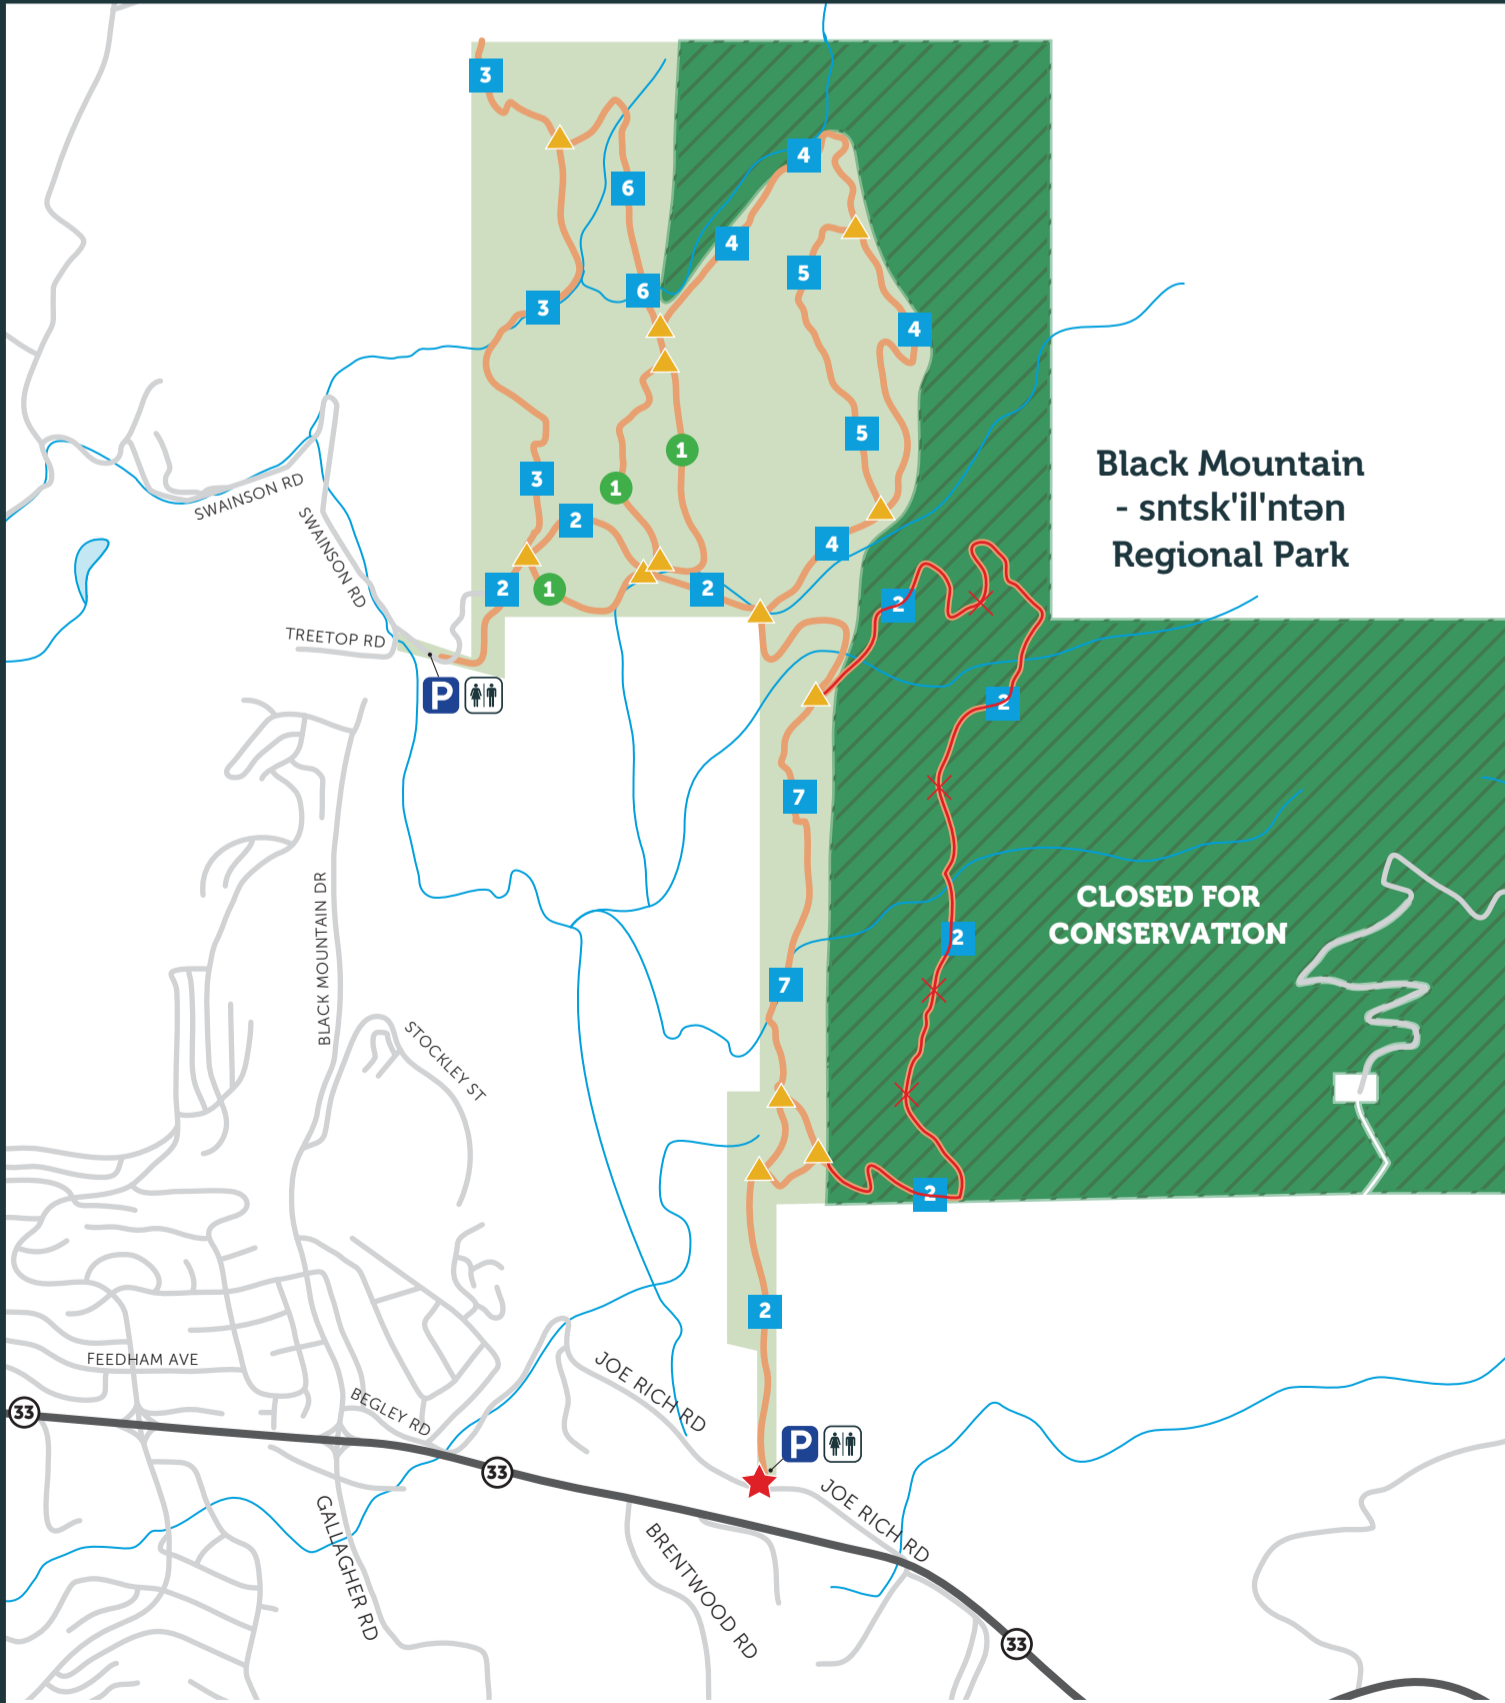 3
4
6
4
5
6
3
4
5
1
3
1
2
4
SWAINSON RD
SWAINSON RD
Black Mountain
- sntsk'il'ntən
Regional Park
2
1
2
2
TREETOP RD
P
2
7
CLOSED FOR
CONSERVATION
2
BLACK MOUNTAIN DR
7
STOCKLEY ST
2
2
FEEDHAM AVE
JOE RICH RD
33
BEGLEY RD
P
33
JOE RICH RD
GALLAGHER RD
BRENTWOOD RD
33